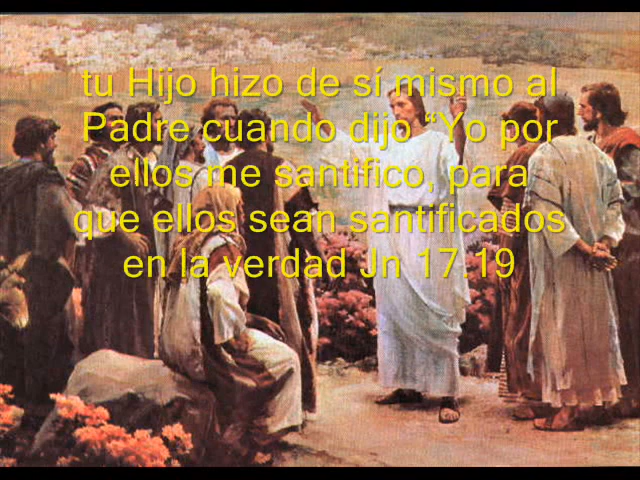 tu Hijo hizo de sí mismo al
Padre cuando dijo “Yo por
ellos me santifico, para
que ellos sean santificados
en la verdad Jn 17.19